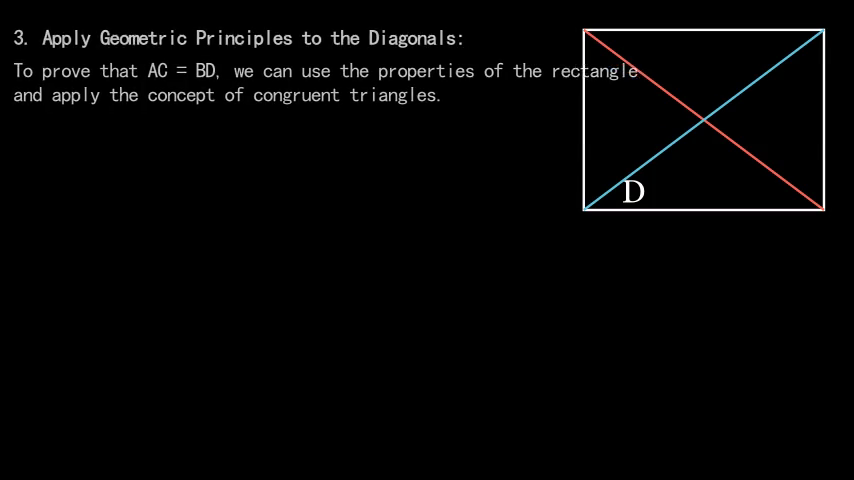 3. Apply Geometric Principles to the Diagonals:
To prove that AC = BD, we can use the properties of the rectangle
and apply the concept of congruent triangles.
D